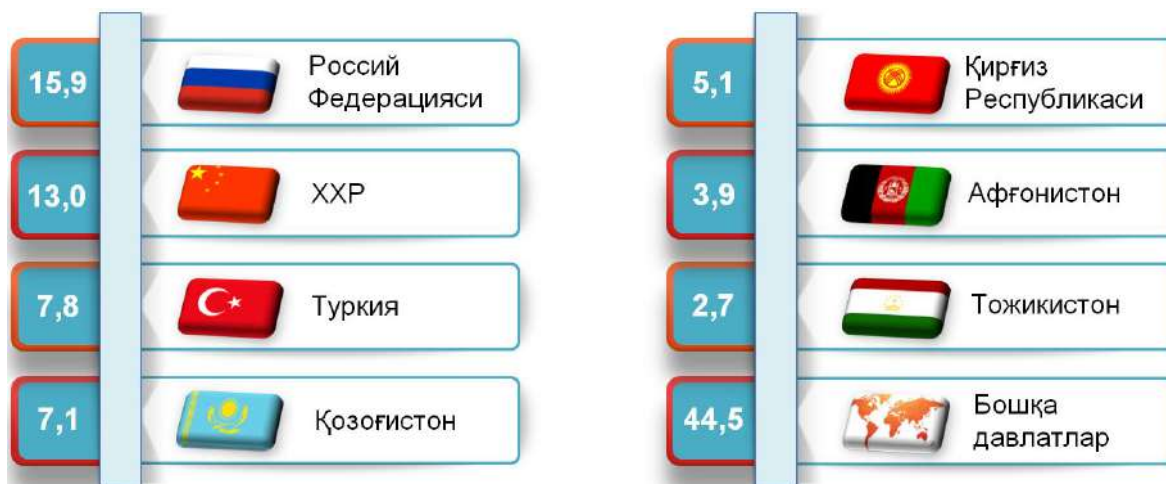 15,9
Россий
Федерацияси
13,0
ХХР
7,8
Туркия
7,1
Қозоғистон
5,1
Қирғиз
Республикаси
3,9
Афғонистон
2,7
Тожикистон
44,5
Бошқа
давлатлар